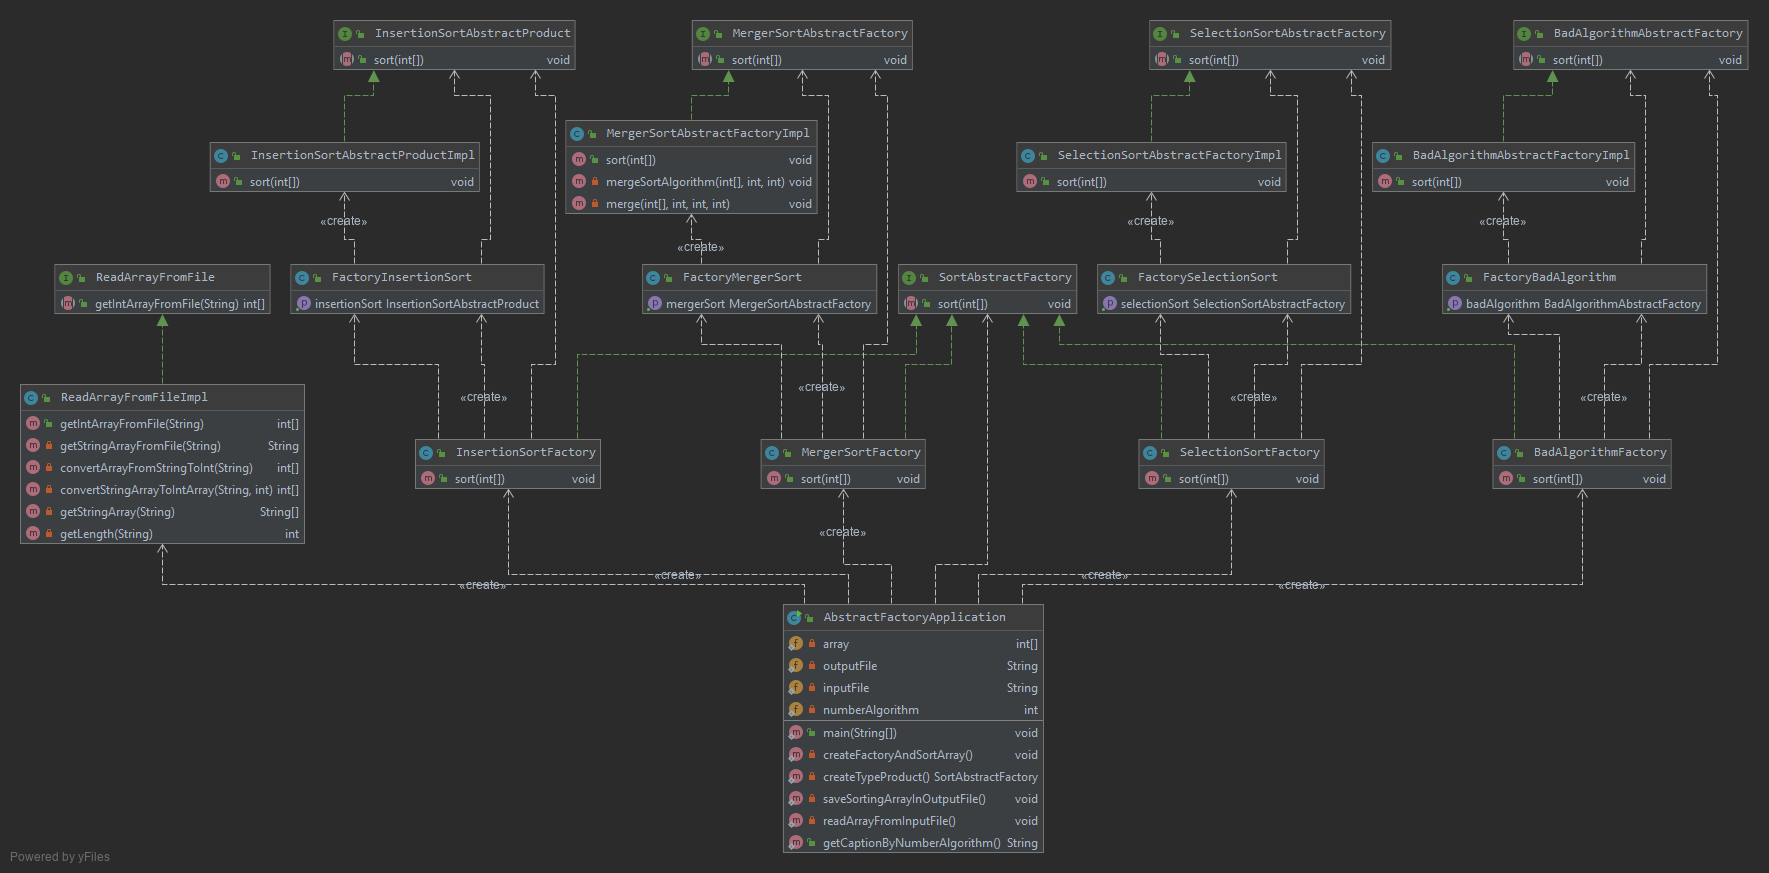 InsertionSortAbstractProduct
sort(int[]) void
MergerSortAbstractFactory
sort(int[]) void
SelectionSortAbstractFactory
sort(int[]) void
BadAlgorithmAbstractFactory
sort(int[]) void
InsertionSortAbstractProductImpl
sort(int[]) void
MergerSortAbstractFactoryImpl
sort(int[]) void
mergeSortAlgorithm(int[], int, int) void
merge(int[], int, int, int) void
SelectionSortAbstractFactoryImpl
sort(int[]) void
BadAlgorithmAbstractFactoryImpl
sort(int[]) void
«create»
«create»
«create»
«create»
ReadArrayFromFile
getIntArrayFromFile(String) int[]
FactoryInsertionSort
insertionSort InsertionSortAbstractProduct
FactoryMergerSort
mergerSort MergerSortAbstractFactory
SortAbstractFactory
sort(int[]) void
FactorySelectionSort
selectionSort SelectionSortAbstractFactory
FactoryBadAlgorithm
badAlgorithm BadAlgorithmAbstractFactory
«create»
«create»
«create»
«create»
ReadArrayFromFileImpl
getIntArrayFromFile(String) int[]
getStringArrayFromFile(String) String
convertArrayFromStringToInt(String) int[]
convertStringArrayToIntArray(String, int) int[]
getStringArray(String) String[]
getLength(String) int
InsertionSortFactory
sort(int[]) void
MergerSortFactory
sort(int[]) void
SelectionSortFactory
sort(int[]) void
BadAlgorithmFactory
sort(int[]) void
«create»
«create»
«create»
«create»
«create»
AbstractFactoryApplication
array int[]
outputFile String
inputFile String
numberAlgorithm int
main(String[]) void
createFactoryAndSortArray() void
createTypeProduct() SortAbstractFactory
saveSortingArrayInOutputFile() void
readArrayFromInputFile() void
getCaptionByNumberAlgorithm() String
Powered by yFiles